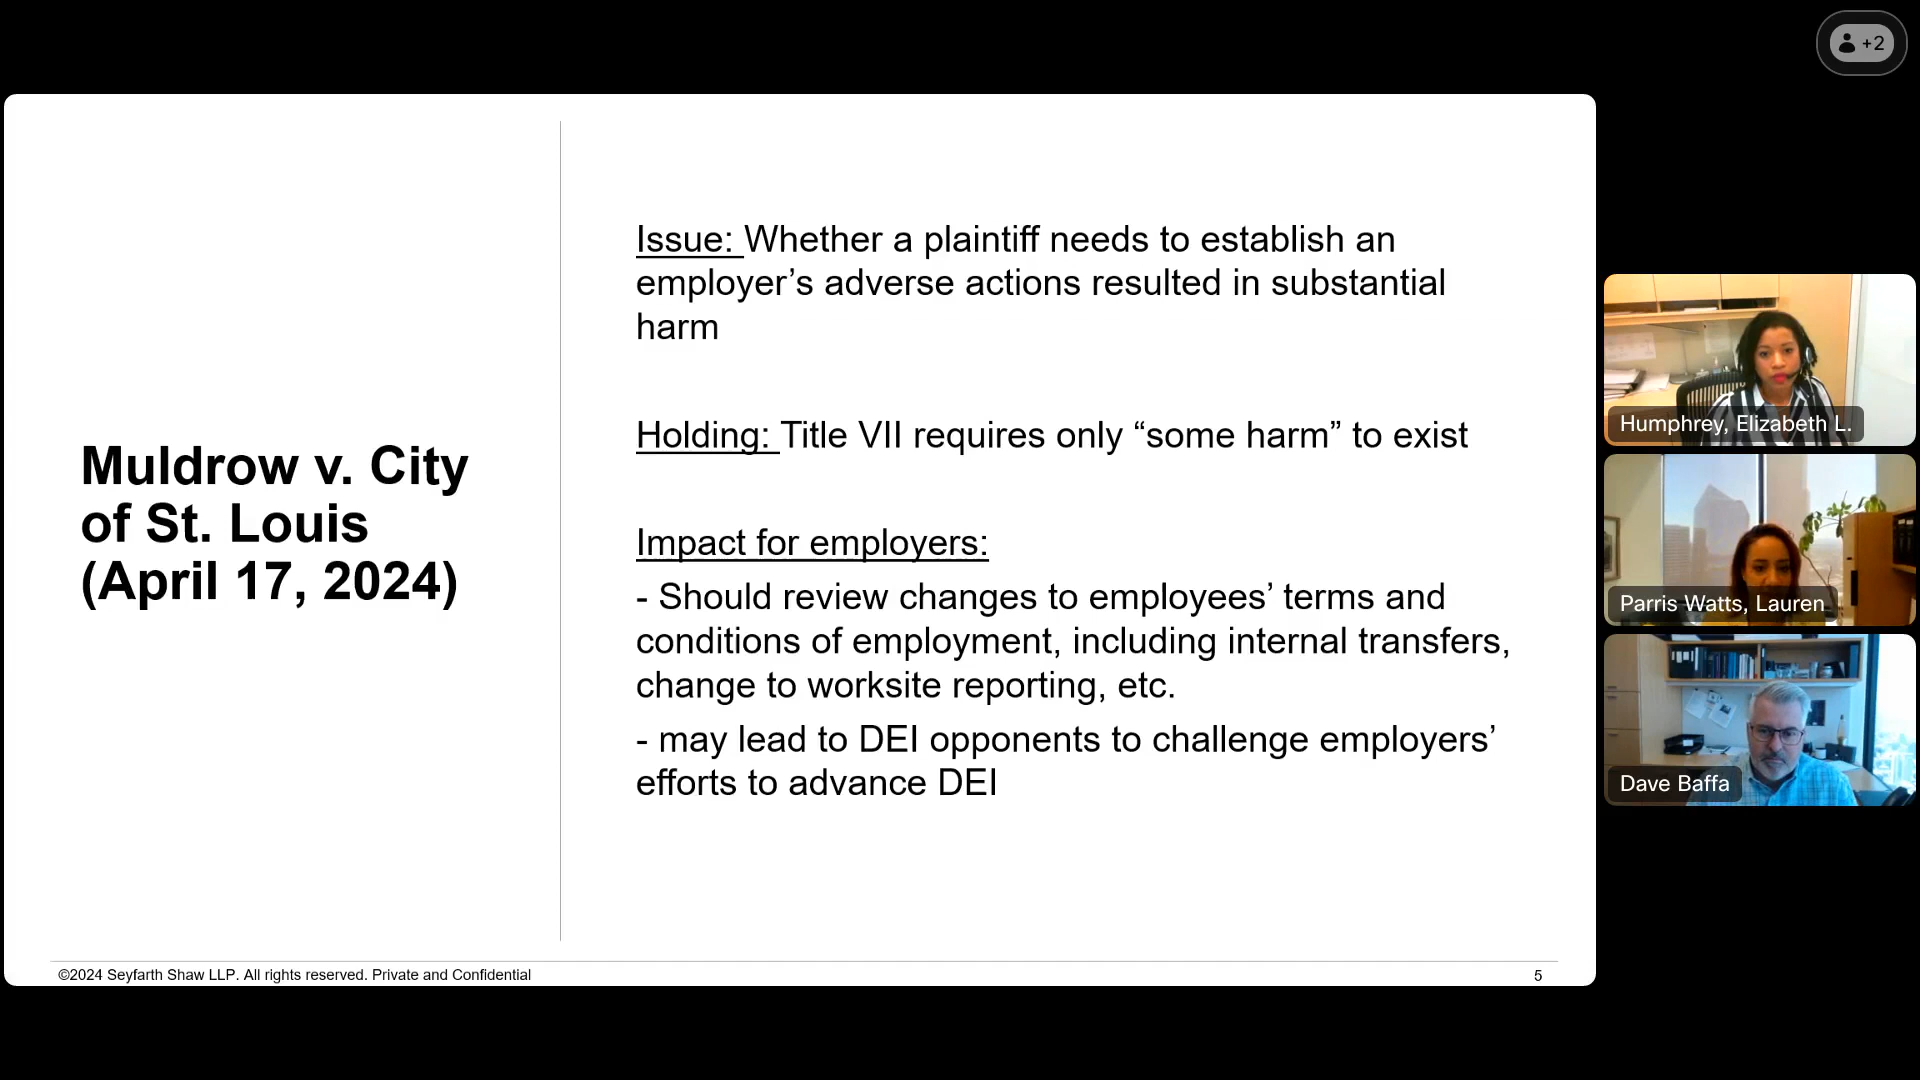 +2
Muldrow v. City
of St. Louis
(April 17, 2024)
Issue: Whether a plaintiff needs to establish an
employer’s adverse actions resulted in substantial
harm
Holding: Title VII requires only “some harm” to exist
Impact for employers:
- Should review changes to employees’ terms and
conditions of employment, including internal transfers,
change to worksite reporting, etc.
- may lead to DEI opponents to challenge employers’
efforts to advance DEI
©2024 Seyfarth Shaw LLP. All rights reserved. Private and Confidential
5
Humphrey, Elizabeth L.
Parris Watts, Lauren
Dave Baffa